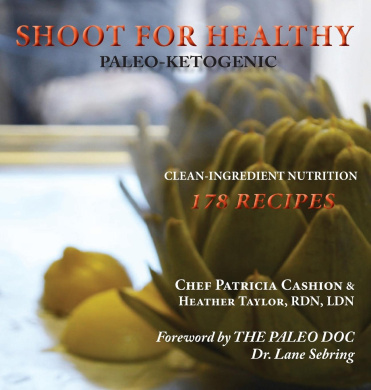 SHOOT FOR HEALTHY
PALEO-KETOGENIC
CLEAN-INGREDIENT NUTRITION
178 RECIPES
CHEF PATRICIA CASHION &
HEATHER TAYLOR, RDN, LDN
Foreword by THE PALEO DOC
Dr. Lane Sebring